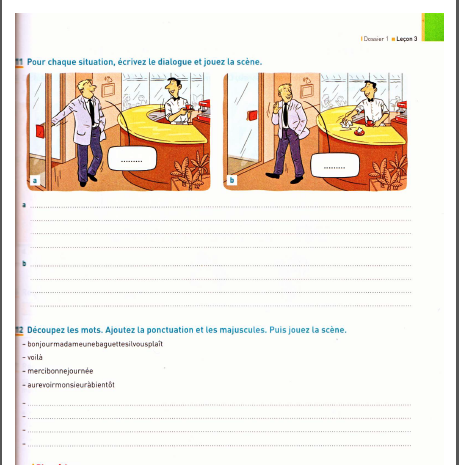 Dossier 1 Leçon 3
11 Pour chaque situation, écrivez le dialogue et jouez la scène.
..........
..........
a
b
a
b
12 Découpez les mots. Ajoutez la ponctuation et les majuscules. Puis jouez la scène.
- bonjourmadameunebaguettesilvousplaît
- voilà
- mercibonnejournée
- aurevoirmonsieuràbientôt
-
-
-
-